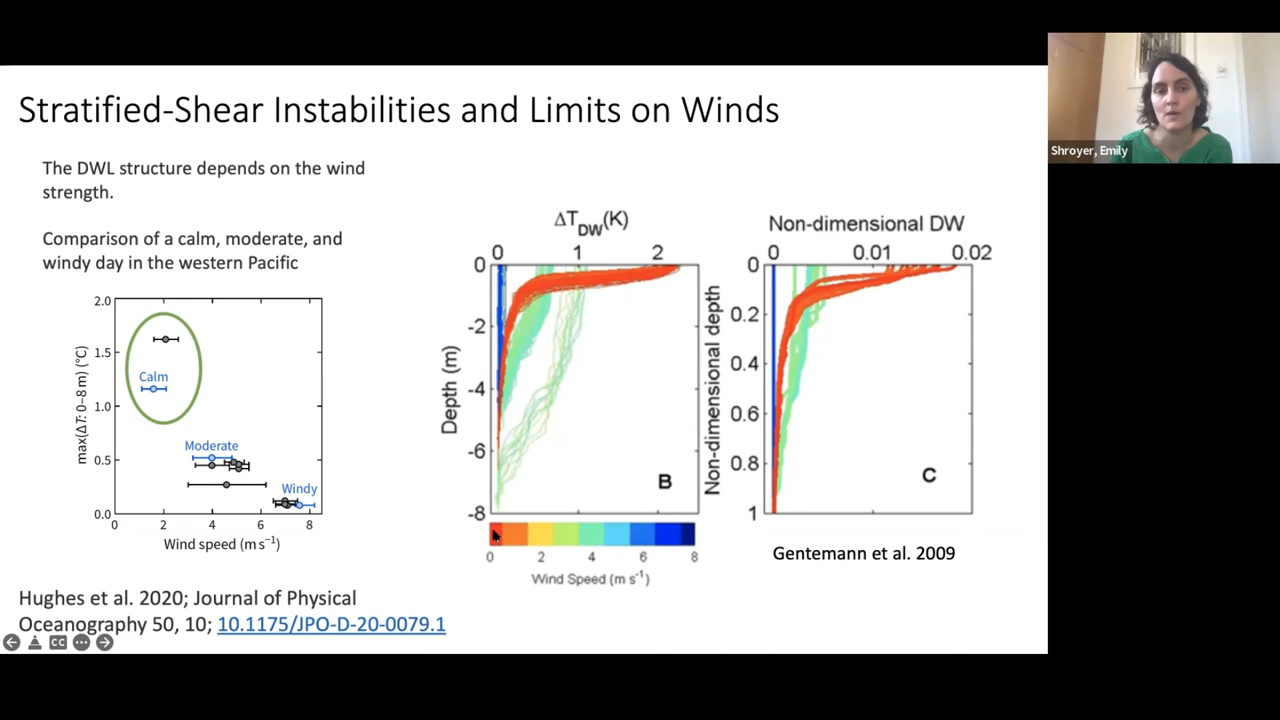 Stratified-Shear Instabilities and Limits on Winds
Shroyer, Emily
The DWL structure depends on the wind
strength.
Comparison of a calm, moderate, and
windy day in the western Pacific
max(ΔT: 0–8 m) (°C)
2.0
1.5
1.0
0.5
0.0
Calm
Moderate
Windy
0 2 4 6 8
Wind speed (m s⁻¹)
ΔT_DW(K)
0 1 2
Depth (m)
0
-2
-4
-6
-8
B
0 2 4 6 8
Wind Speed (m s⁻¹)
Non-dimensional DW
0 0.01 0.02
Non-dimensional depth
0
0.2
0.4
0.6
0.8
1
C
Gentemann et al. 2009
Hughes et al. 2020; Journal of Physical
Oceanography 50, 10; 10.1175/JPO-D-20-0079.1
CC